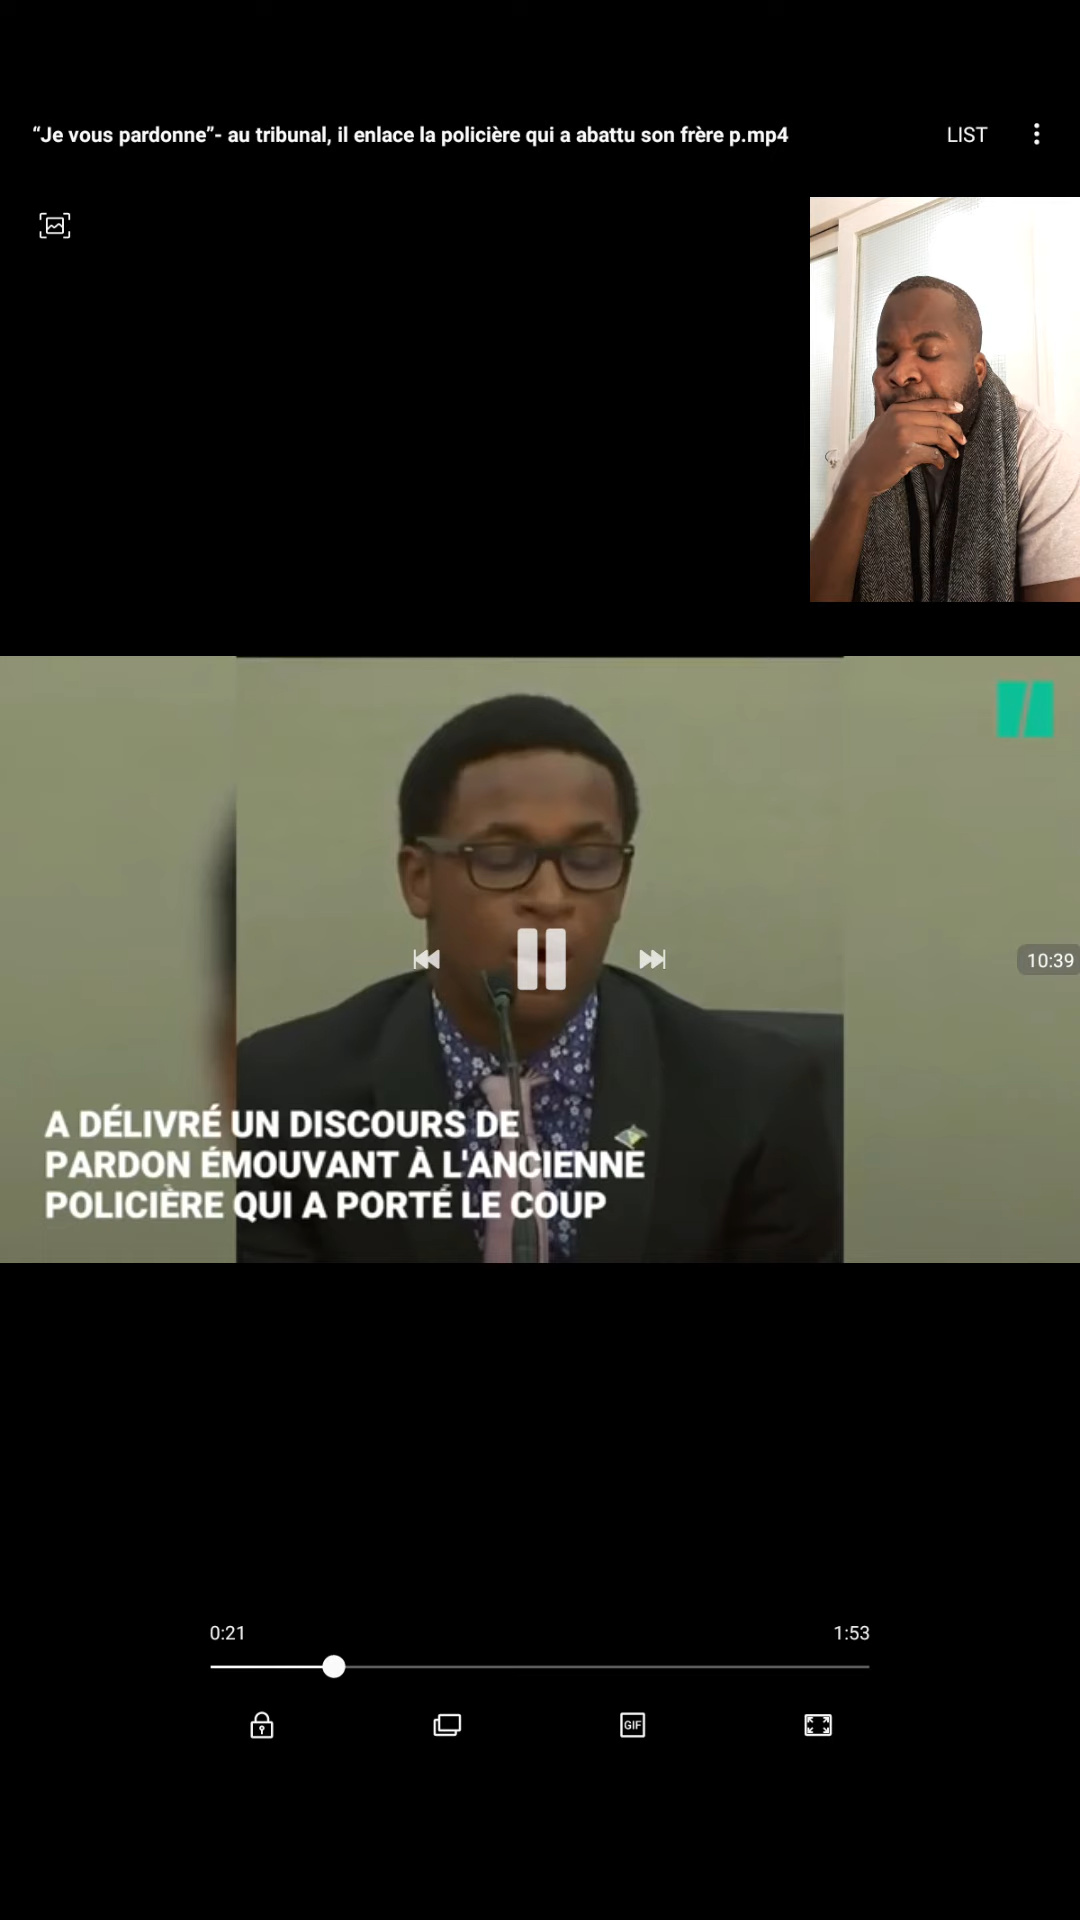 “Je vous pardonne”- au tribunal, il enlace la policière qui a abattu son frère p.mp4
LIST
10:39
A DÉLIVRÉ UN DISCOURS DE
PARDON ÉMOUVANT À L'ANCIENNE
POLICIÈRE QUI A PORTÉ LE COUP
0:21
1:53
GIF